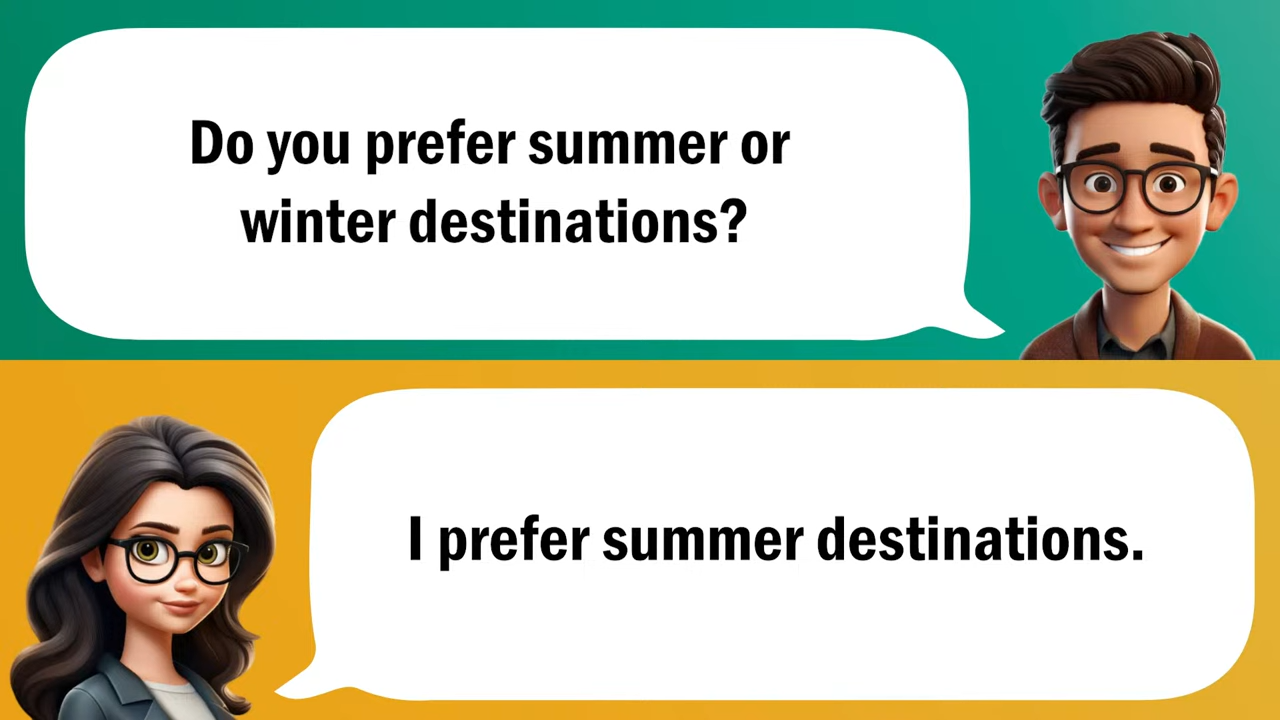 Do you prefer summer or
winter destinations?
I prefer summer destinations.